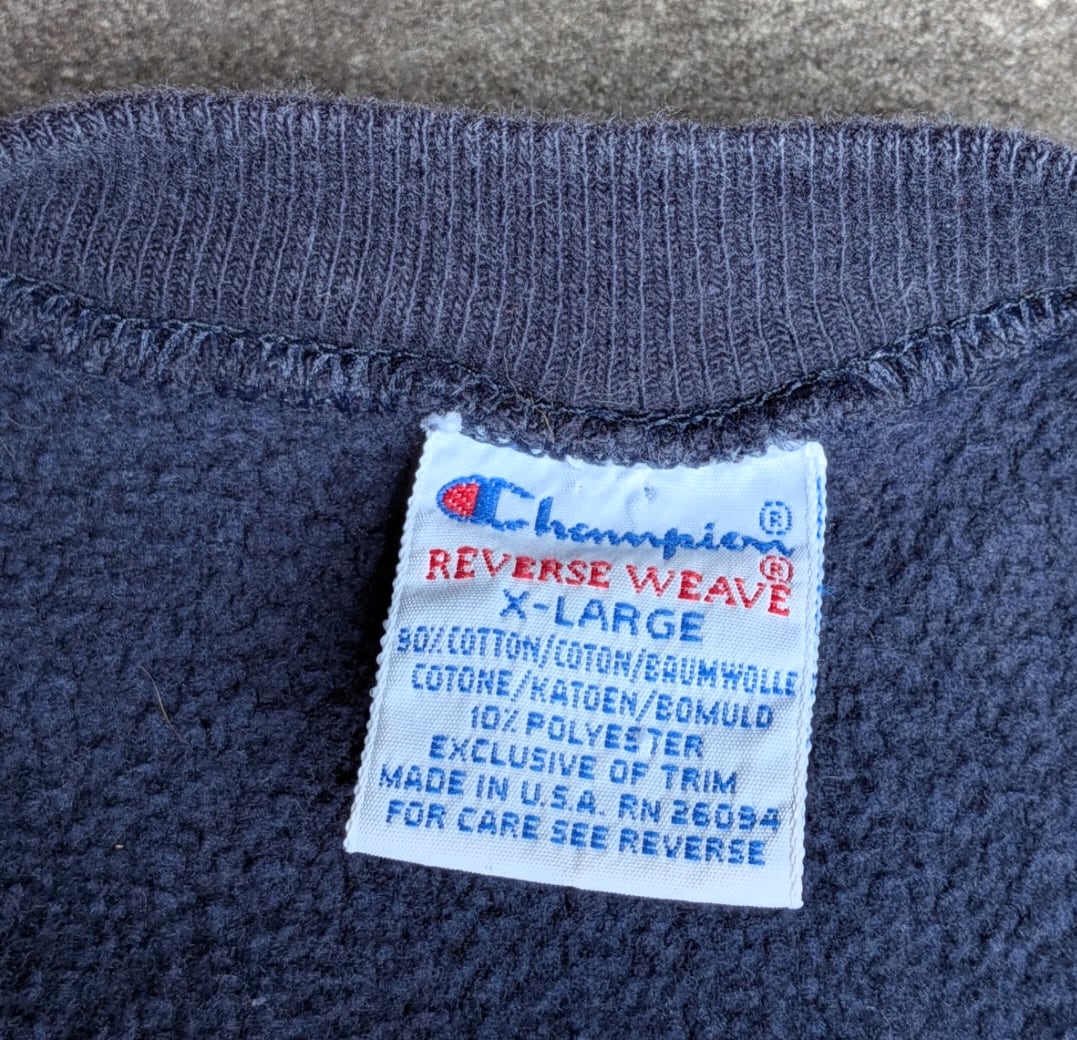 Champion®
REVERSE WEAVE®
X-LARGE
90% COTTON/COTON/BAUMWOLLE
COTONE/KATOEN/BOMULD
10% POLYESTER
EXCLUSIVE OF TRIM
MADE IN U.S.A. RN 26094
FOR CARE SEE REVERSE